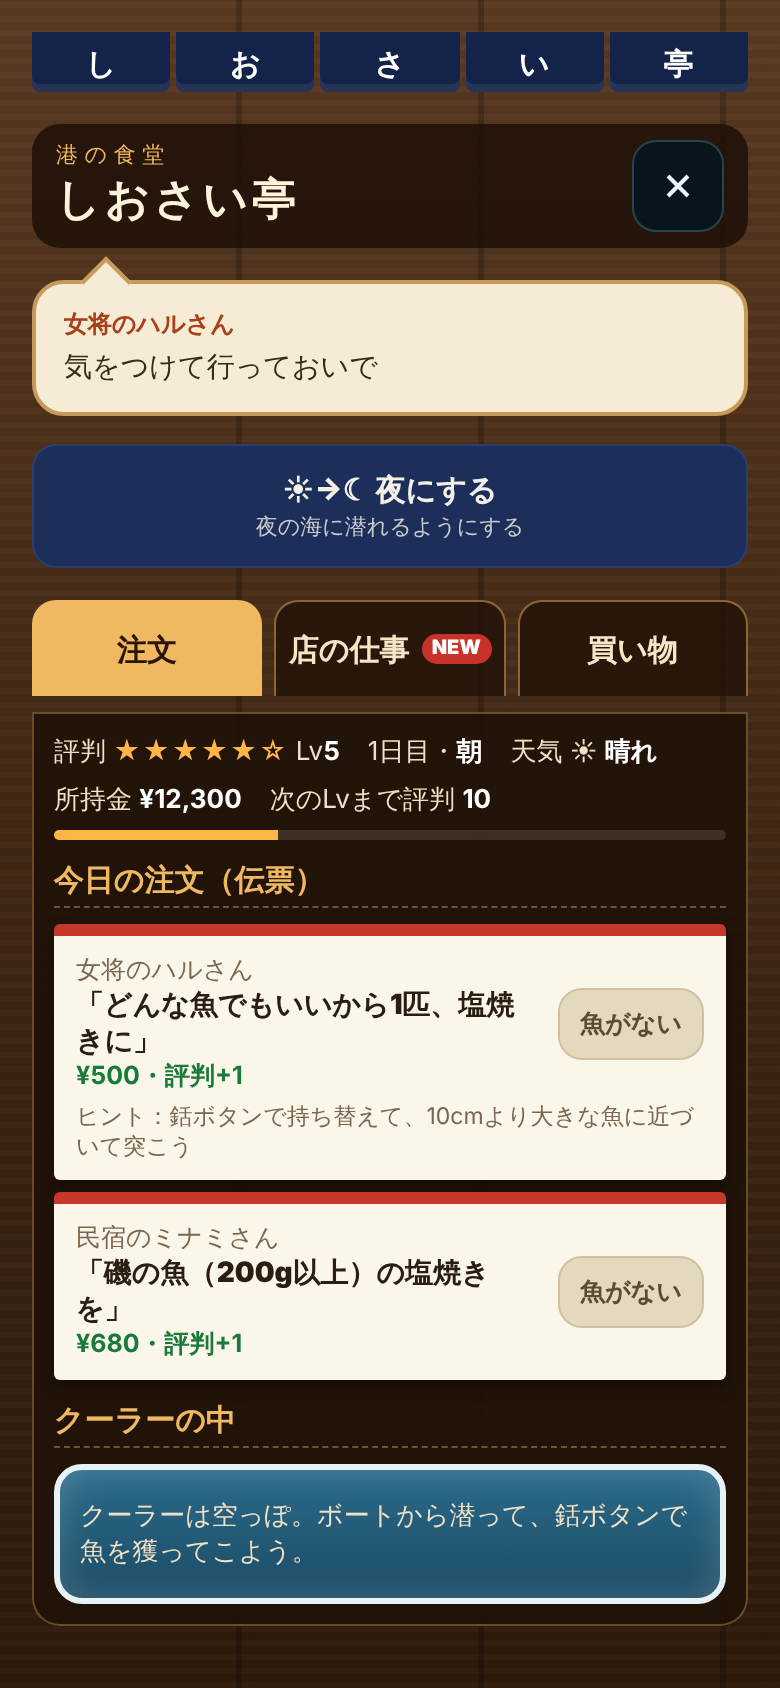 しおさい亭
港の食堂
しおさい亭
✕
女将のハルさん
気をつけて行っておいで
☀→☾ 夜にする
夜の海に潜れるようにする
注文
店の仕事 NEW
買い物
評判 ★★★★★☆ Lv5 1日目・朝 天気 ☀ 晴れ
所持金 ¥12,300 次のLvまで評判 10
今日の注文（伝票）
女将のハルさん
「どんな魚でもいいから1匹、塩焼
きに」
¥500・評判+1
魚がない
ヒント：銛ボタンで持ち替えて、10cmより大きな魚に近づ
いて突こう
民宿のミナミさん
「磯の魚（200g以上）の塩焼き
を」
¥680・評判+1
魚がない
クーラーの中
クーラーは空っぽ。ボートから潜って、銛ボタンで
魚を獲ってこよう。